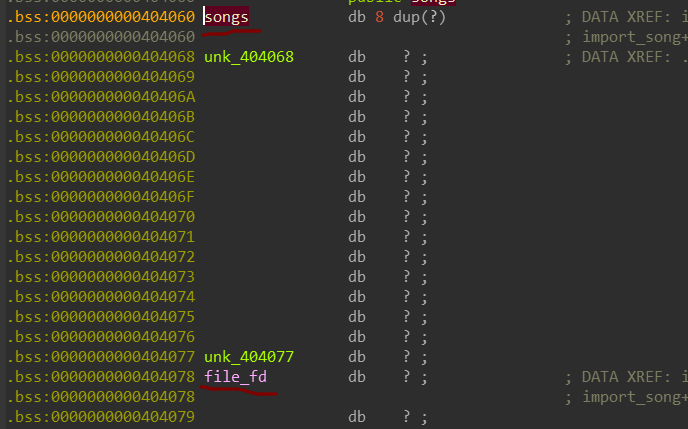 .bss:0000000000404060 songs db 8 dup(?) ; DATA XREF: i
.bss:0000000000404060 ; import_song+
.bss:0000000000404068 unk_404068 db ? ; ; DATA XREF: .
.bss:0000000000404069 db ? ;
.bss:000000000040406A db ? ;
.bss:000000000040406B db ? ;
.bss:000000000040406C db ? ;
.bss:000000000040406D db ? ;
.bss:000000000040406E db ? ;
.bss:000000000040406F db ? ;
.bss:0000000000404070 db ? ;
.bss:0000000000404071 db ? ;
.bss:0000000000404072 db ? ;
.bss:0000000000404073 db ? ;
.bss:0000000000404074 db ? ;
.bss:0000000000404075 db ? ;
.bss:0000000000404076 db ? ;
.bss:0000000000404077 unk_404077 db ? ;
.bss:0000000000404078 file_fd db ? ; ; DATA XREF: i
.bss:0000000000404078 ; import_song+
.bss:0000000000404079 db ? ;